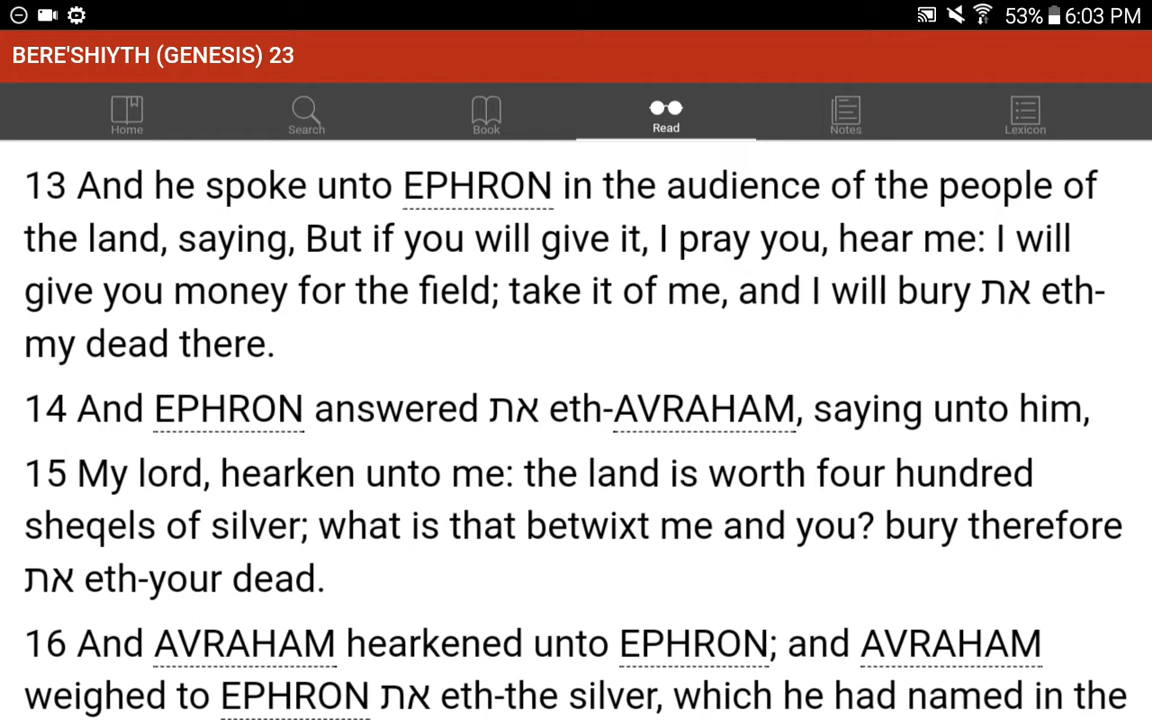 53% 6:03 PM
BERE'SHIYTH (GENESIS) 23
Home Search Book Read Notes Lexicon
13 And he spoke unto EPHRON in the audience of the people of
the land, saying, But if you will give it, I pray you, hear me: I will
give you money for the field; take it of me, and I will bury את eth-
my dead there.
14 And EPHRON answered את eth-AVRAHAM, saying unto him,
15 My lord, hearken unto me: the land is worth four hundred
sheqels of silver; what is that betwixt me and you? bury therefore
את eth-your dead.
16 And AVRAHAM hearkened unto EPHRON; and AVRAHAM
weighed to EPHRON את eth-the silver, which he had named in the